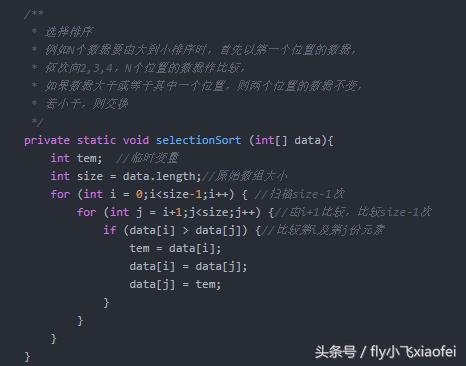 /**
 * 选择排序
 * 例如N个数据要由大到小排序时，首先以第一个位置的数据，
 * 依次向2,3,4，N个位置的数据作比较，
 * 如果数据大于或等于其中一个位置，则两个位置的数据不变，
 * 若小于，则交换
 */
private static void selectionSort (int[] data){
    int tem;  //临时变量
    int size = data.length;//原始数组大小
    for (int i = 0;i<size-1;i++) { //扫描size-1次
        for (int j = i+1;j<size;j++) {//由i+1比较，比较size-1次
            if (data[i] > data[j]) {//比较第i及第j份元素
                tem = data[i];
                data[i] = data[j];
                data[j] = tem;
            }
        }
    }
}
头条号 / fly小飞xiaofei